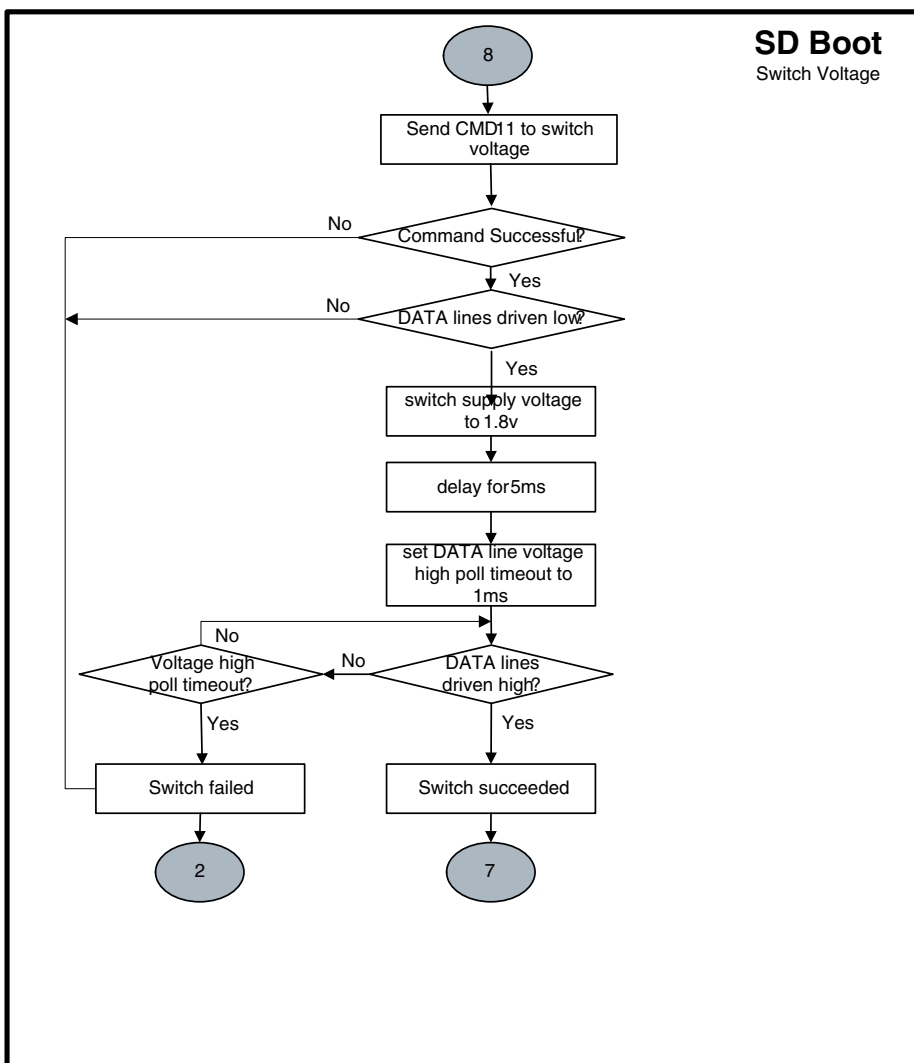 SD Boot
Switch Voltage
8
Send CMD11 to switch
voltage
No
Command Successful?
Yes
No
DATA lines driven low?
Yes
switch supply voltage
to 1.8v
delay for 5ms
set DATA line voltage
high poll timeout to
1ms
No
Voltage high
poll timeout?
No
DATA lines
driven high?
Yes
Yes
Switch failed
Switch succeeded
2
7